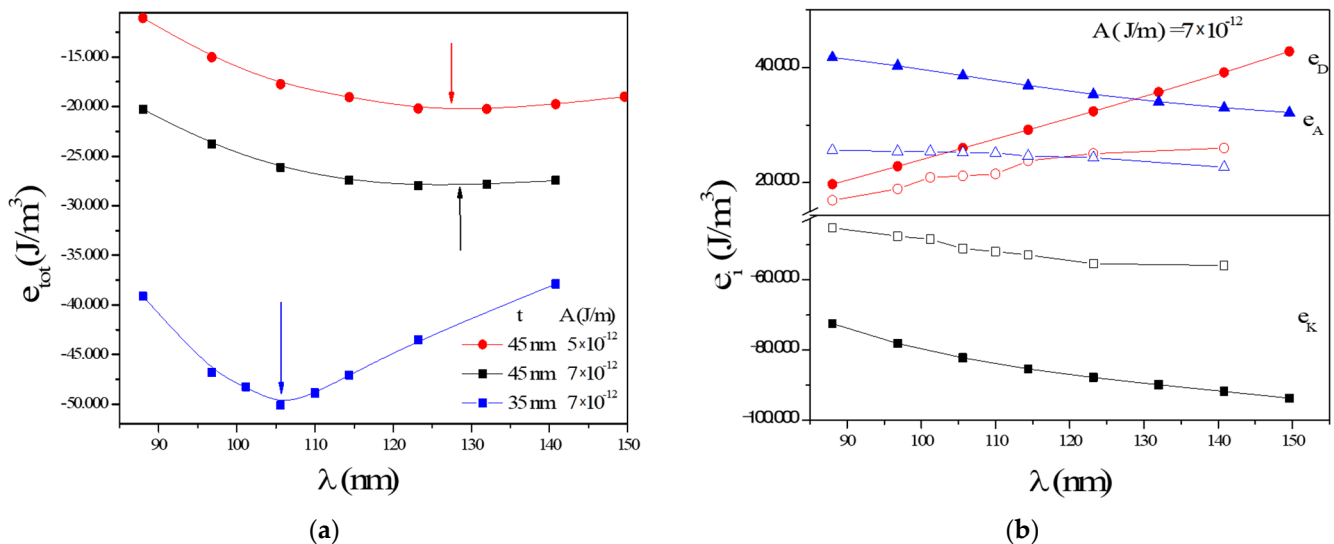 -15.000
-20.000
-25.000
-30.000
-35.000
-40.000
-45.000
-50.000
e_tot (J/m³)
90 100 110 120 130 140 150
λ (nm)
t A (J/m)
45 nm 5×10⁻¹²
45 nm 7×10⁻¹²
35 nm 7×10⁻¹²
(a)
A (J/m) =7×10⁻¹²
40000
20000
-60000
-80000
-100000
e_i (J/m³)
e_D
e_A
e_K
90 100 110 120 130 140 150
λ (nm)
(b)